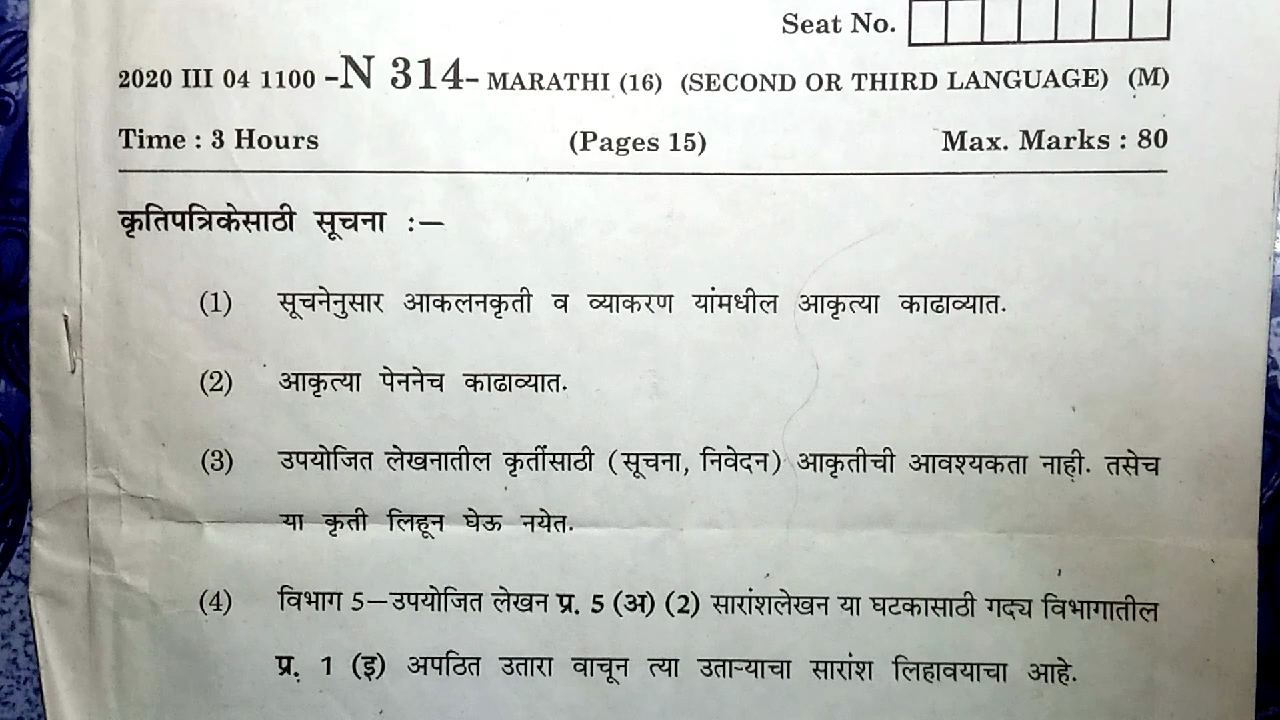 Seat No.
2020 III 04 1100 -N 314- MARATHI (16) (SECOND OR THIRD LANGUAGE) (M)
Time : 3 Hours (Pages 15) Max. Marks : 80
कृतिपत्रिकेसाठी सूचना :—
(1) सूचनेनुसार आकलनकृती व व्याकरण यांमधील आकृत्या काढाव्यात.
(2) आकृत्या पेननेच काढाव्यात.
(3) उपयोजित लेखनातील कृतींसाठी (सूचना, निवेदन) आकृतीची आवश्यकता नाही. तसेच
या कृती लिहून घेऊ नयेत.
(4) विभाग 5—उपयोजित लेखन प्र. 5 (अ) (2) सारांशलेखन या घटकासाठी गद्य विभागातील
प्र. 1 (इ) अपठित उतारा वाचून त्या उताऱ्याचा सारांश लिहावयाचा आहे.